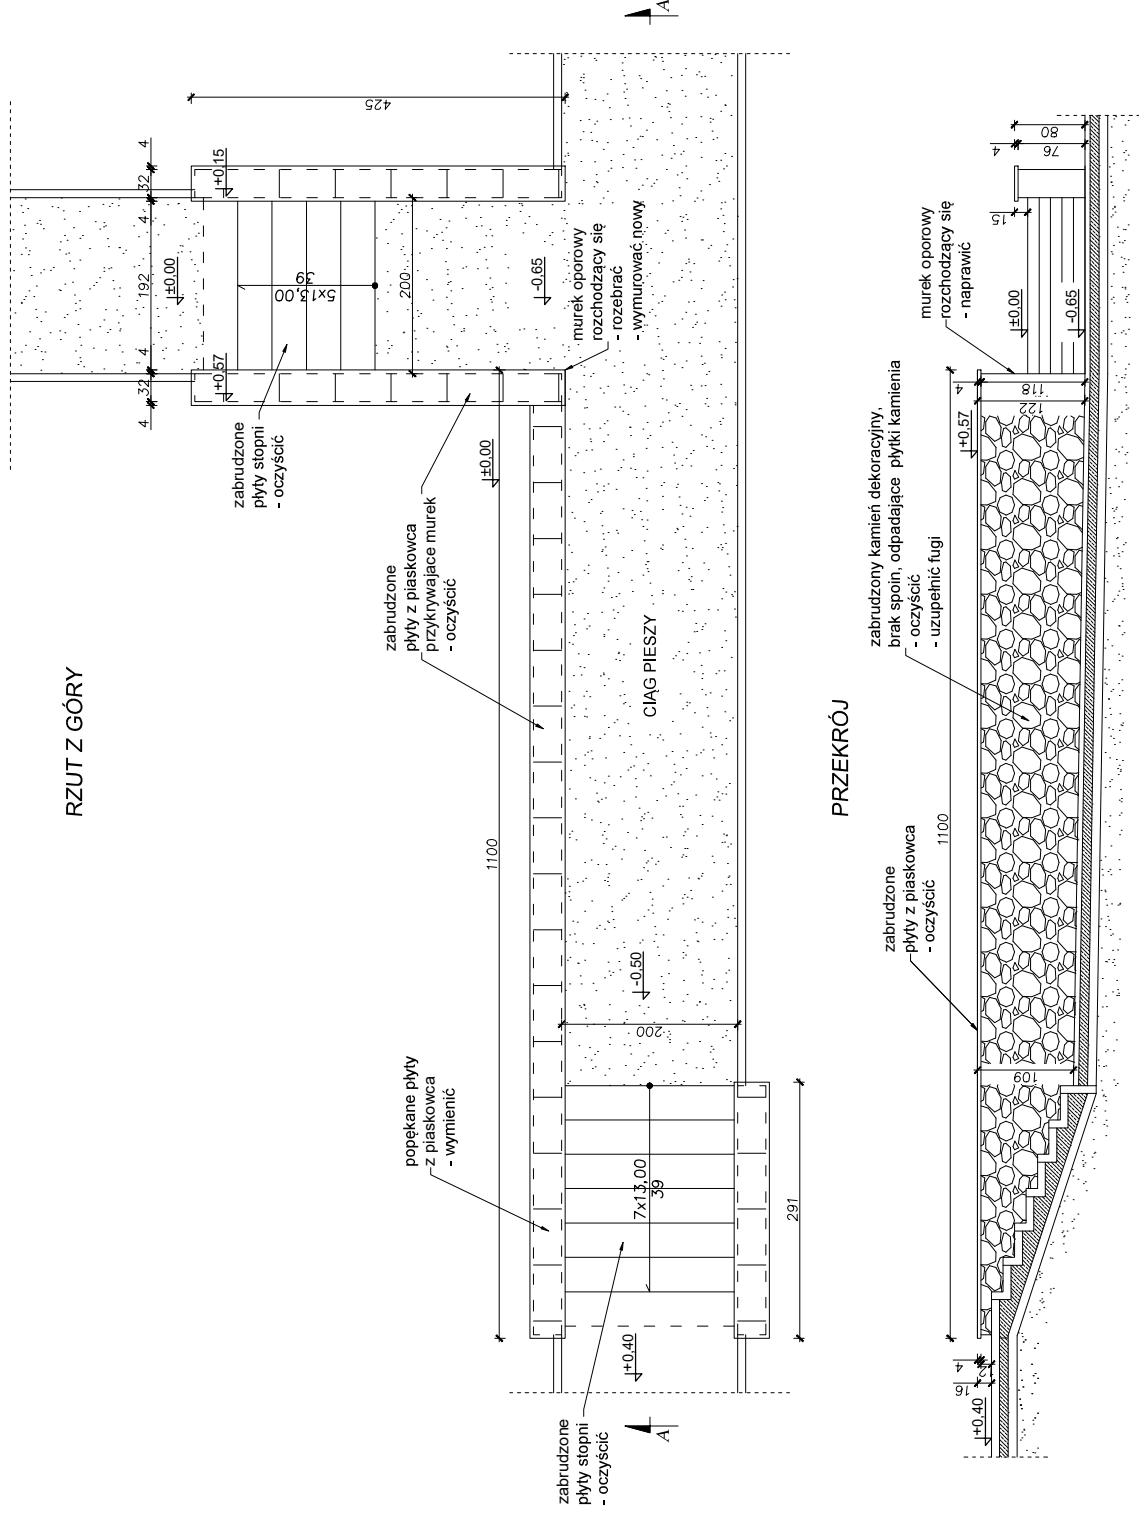 RZUT Z GÓRY
popękane płyty
z piaskowca
- wymienić
zabrudzone
płyty z piaskowca
przykrywajace murek
- oczyścić
zabrudzone
płyty stopni
- oczyścić
4
32
4
192
4
32
4
±0,00
+0,57
+0,15
425
5x13,00
39
200
-0,65
murek oporowy
rozchodzący się
- rozebrać
- wymurować nowy
1100
±0,00
CIĄG PIESZY
-0,50
200
7x13,00
39
291
+0,40
zabrudzone
płyty stopni
- oczyścić
A
A
PRZEKRÓJ
zabrudzone
płyty z piaskowca
- oczyścić
zabrudzony kamień dekoracyjny,
brak spoin, odpadające płytki kamienia
- oczyścić
- uzupełnić fugi
murek oporowy
rozchodzący się
- naprawić
1100
4
12
16
+0,40
109
+0,57
4
118
122
±0,00
-0,65
15
4
76
80